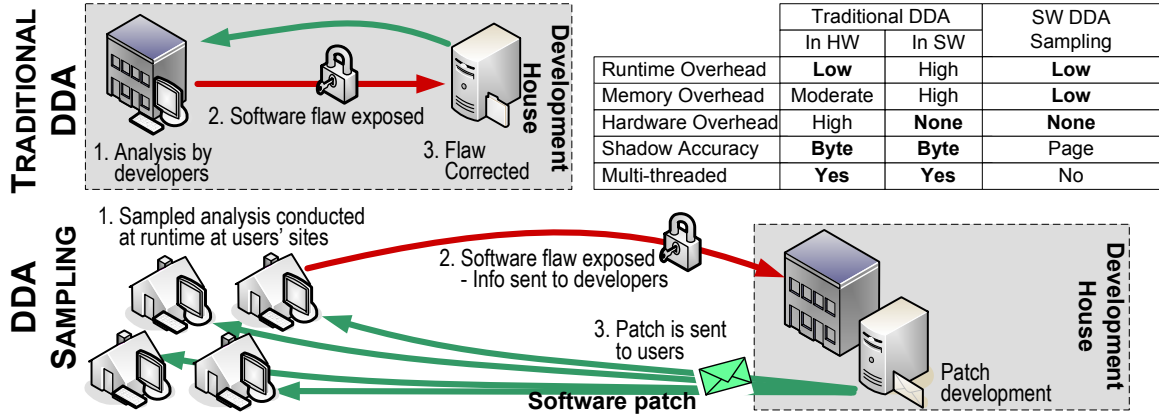 TRADITIONAL
DDA
1. Analysis by
developers
2. Software flaw exposed
3. Flaw
Corrected
Development
House
Traditional DDA
SW DDA
Sampling
In HW
In SW
Runtime Overhead Low High Low
Memory Overhead Moderate High Low
Hardware Overhead High None None
Shadow Accuracy Byte Byte Page
Multi-threaded Yes Yes No
DDA
SAMPLING
1. Sampled analysis conducted
at runtime at users' sites
2. Software flaw exposed
- Info sent to developers
3. Patch is sent
to users
Software patch
Development
House
Patch
development